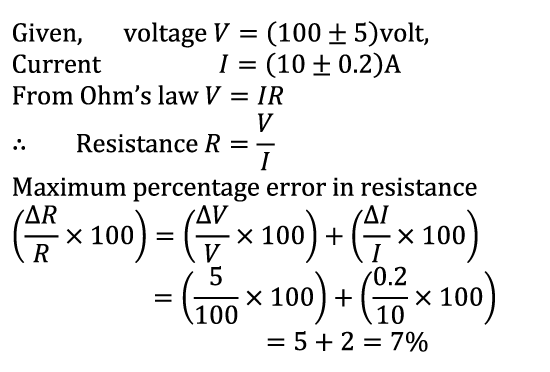 Given, voltage V = (100 ± 5)volt,
Current I = (10 ± 0.2)A
From Ohm's law V = IR
∴ Resistance R = V/I
Maximum percentage error in resistance
(ΔR/R × 100) = (ΔV/V × 100) + (ΔI/I × 100)
= (5/100 × 100) + (0.2/10 × 100)
= 5 + 2 = 7%